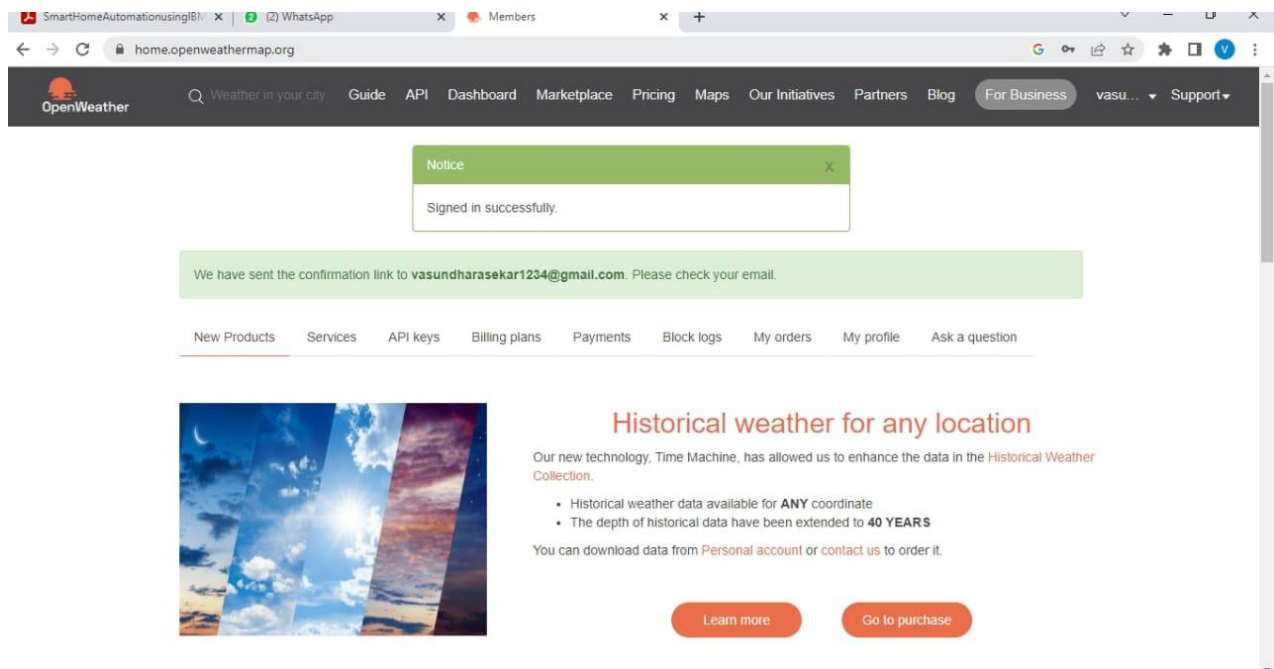 SmartHomeAutomationusingIBM
(2) WhatsApp
Members
home.openweathermap.org
V
OpenWeather
Weather in your city
Guide
API
Dashboard
Marketplace
Pricing
Maps
Our Initiatives
Partners
Blog
For Business
vasu...
Support
Notice
x
Signed in successfully.
We have sent the confirmation link to vasundharasekar1234@gmail.com. Please check your email.
New Products
Services
API keys
Billing plans
Payments
Block logs
My orders
My profile
Ask a question
Historical weather for any location
Our new technology, Time Machine, has allowed us to enhance the data in the Historical Weather
Collection.
• Historical weather data available for ANY coordinate
• The depth of historical data have been extended to 40 YEARS
You can download data from Personal account or contact us to order it.
Learn more
Go to purchase